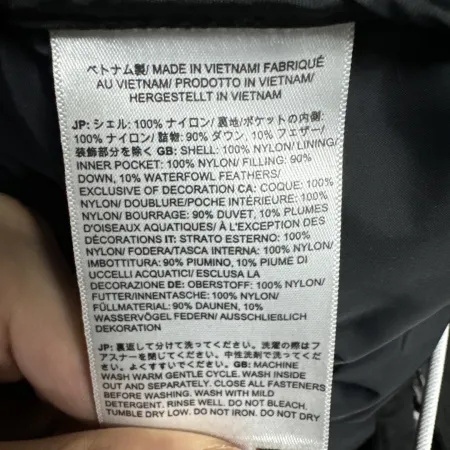 ベトナム製/ MADE IN VIETNAM/ FABRIQUÉ
AU VIETNAM/ PRODOTTO IN VIETNAM/
HERGESTELLT IN VIETNAM
JP: シェル: 100% ナイロン/ 裏地/ポケットの内側:
100% ナイロン/ 詰物: 90% ダウン, 10% フェザー/
装飾部分を除く GB: SHELL: 100% NYLON/ LINING/
INNER POCKET: 100% NYLON/ FILLING: 90%
DOWN, 10% WATERFOWL FEATHERS/
EXCLUSIVE OF DECORATION CA: COQUE: 100%
NYLON/ DOUBLURE/POCHE INTÉRIEURE: 100%
NYLON/ BOURRAGE: 90% DUVET, 10% PLUMES
D'OISEAUX AQUATIQUES/ À L'EXCEPTION DES
DÉCORATIONS IT: STRATO ESTERNO: 100%
NYLON/ FODERA/TASCA INTERNA: 100% NYLON/
IMBOTTITURA: 90% PIUMINO, 10% PIUME DI
UCCELLI ACQUATICI/ ESCLUSA LA
DECORAZIONE DE: OBERSTOFF: 100% NYLON/
FUTTER/INNENTASCHE: 100% NYLON/
FÜLLMATERIAL: 90% DAUNEN, 10%
WASSERVÖGEL FEDERN/ AUSSCHLIEẞLICH
DEKORATION
JP: 裏返して分けて洗ってください。洗濯の際はフ
ァスナーを閉じてください。中性洗剤で洗ってくださ
い。よくすすいでください。 GB: MACHINE
WASH WARM GENTLE CYCLE. WASH INSIDE
OUT AND SEPARATELY. CLOSE ALL FASTENERS
BEFORE WASHING. WASH WITH MILD
DETERGENT. RINSE WELL. DO NOT BLEACH.
TUMBLE DRY LOW. DO NOT IRON. DO NOT DRY